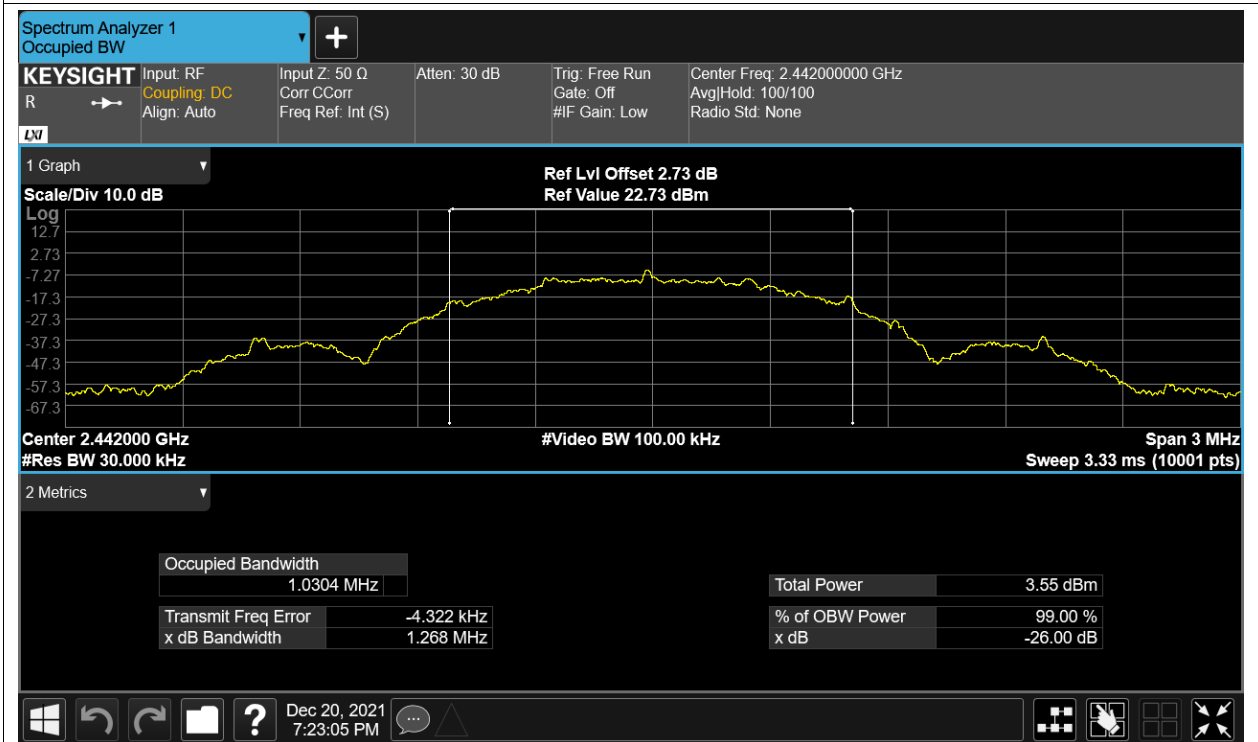 Spectrum Analyzer 1
Occupied BW
▼
+
KEYSIGHT
R
LXI
Input: RF
Coupling: DC
Align: Auto
Input Z: 50 Ω
Corr CCorr
Freq Ref: Int (S)
Atten: 30 dB
Trig: Free Run
Gate: Off
#IF Gain: Low
Center Freq: 2.442000000 GHz
Avg|Hold: 100/100
Radio Std: None
1 Graph ▼
Scale/Div 10.0 dB
Ref Lvl Offset 2.73 dB
Ref Value 22.73 dBm
Log
12.7
2.73
-7.27
-17.3
-27.3
-37.3
-47.3
-57.3
-67.3
Center 2.442000 GHz
#Res BW 30.000 kHz
#Video BW 100.00 kHz
Span 3 MHz
Sweep 3.33 ms (10001 pts)
2 Metrics ▼
Occupied Bandwidth
1.0304 MHz
Transmit Freq Error -4.322 kHz
x dB Bandwidth 1.268 MHz
Total Power 3.55 dBm
% of OBW Power 99.00 %
x dB -26.00 dB
?
Dec 20, 2021
7:23:05 PM